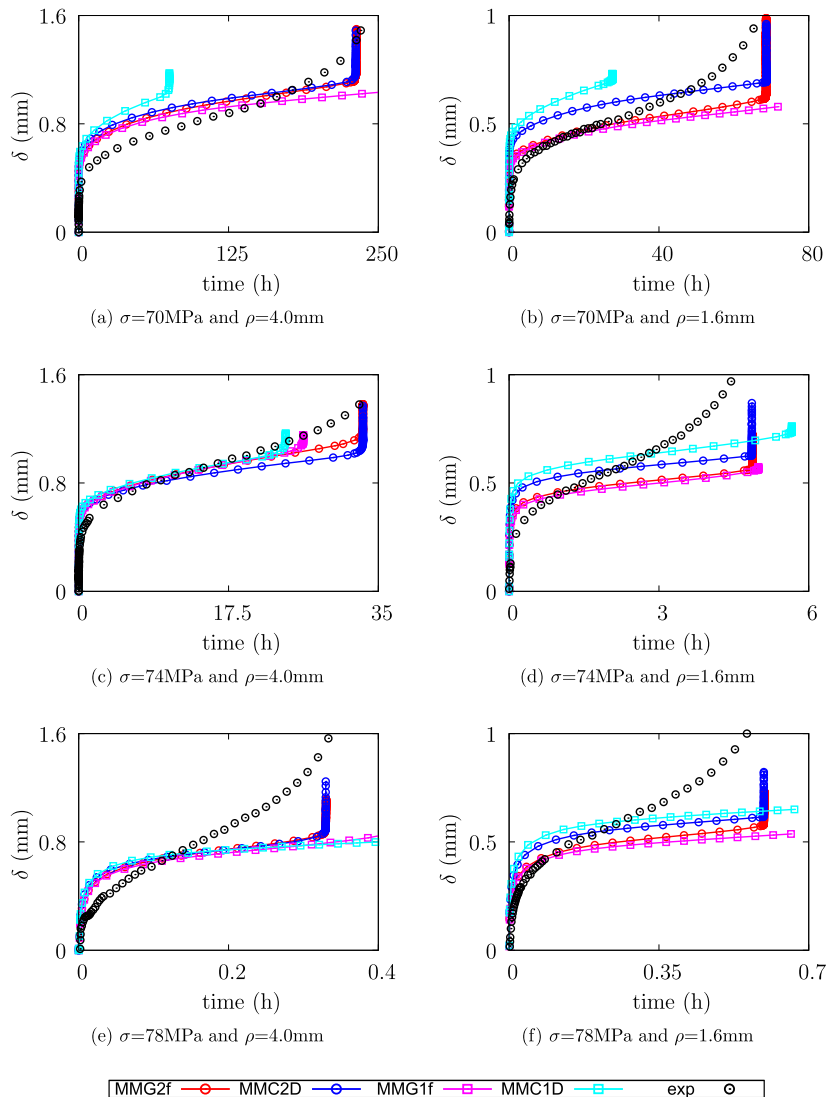 1.6
0.8
0
δ (mm)
0 125 250
time (h)
(a) σ=70MPa and ρ=4.0mm
1
0.5
0
δ (mm)
0 40 80
time (h)
(b) σ=70MPa and ρ=1.6mm
1.6
0.8
0
δ (mm)
0 17.5 35
time (h)
(c) σ=74MPa and ρ=4.0mm
1
0.5
0
δ (mm)
0 3 6
time (h)
(d) σ=74MPa and ρ=1.6mm
1.6
0.8
0
δ (mm)
0 0.2 0.4
time (h)
(e) σ=78MPa and ρ=4.0mm
1
0.5
0
δ (mm)
0 0.35 0.7
time (h)
(f) σ=78MPa and ρ=1.6mm
MMG2f MMC2D MMG1f MMC1D exp